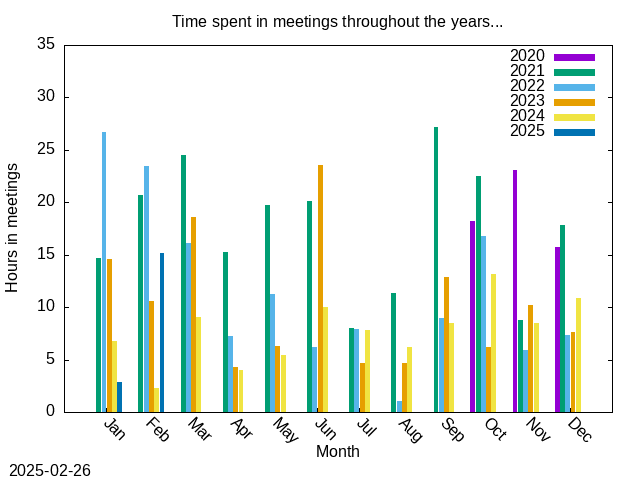 Time spent in meetings throughout the years...
35
30
25
20
15
10
5
0
Hours in meetings
2020
2021
2022
2023
2024
2025
Jan
Feb
Mar
Apr
May
Jun
Jul
Aug
Sep
Oct
Nov
Dec
Month
2025-02-26